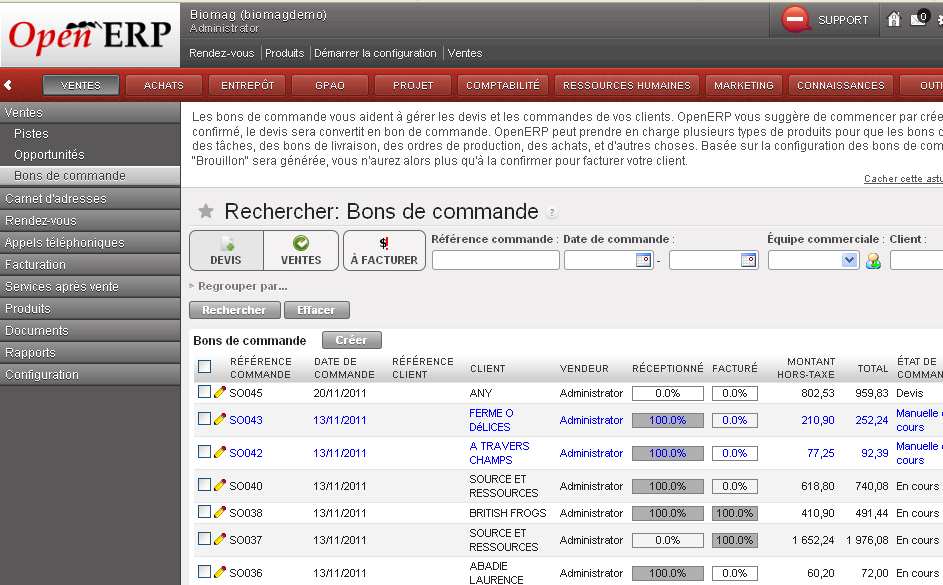 OpenERP
Biomag (biomagdemo)
Administrator
SUPPORT
0
Rendez-vous Produits Démarrer la configuration Ventes
VENTES ACHATS ENTREPÔT GPAO PROJET COMPTABILITÉ RESSOURCES HUMAINES MARKETING CONNAISSANCES OUTI
Ventes
Pistes
Opportunités
Bons de commande
Carnet d'adresses
Rendez-vous
Appels téléphoniques
Facturation
Services après vente
Produits
Documents
Rapports
Configuration
Les bons de commande vous aident à gérer les devis et les commandes de vos clients. OpenERP vous suggère de commencer par crée
confirmé, le devis sera convertit en bon de commande. OpenERP peut prendre en charge plusieurs types de produits pour que les bons c
des tâches, des bons de livraison, des ordres de production, des achats, et d'autres choses. Basée sur la configuration des bons de com
"Brouillon" sera générée, vous n'aurez alors plus qu'à la confirmer pour facturer votre client.
Cacher cette astu
Rechercher: Bons de commande ?
DEVIS VENTES À FACTURER
Référence commande : Date de commande : Équipe commerciale : Client :
-
Regrouper par...
Rechercher Effacer
Bons de commande Créer
RÉFÉRENCE COMMANDE DATE DE COMMANDE RÉFÉRENCE CLIENT CLIENT VENDEUR RÉCEPTIONNÉ FACTURÉ MONTANT HORS-TAXE TOTAL ÉTAT DE COMMAN
SO045 20/11/2011 ANY Administrator 0.0% 0.0% 802,53 959,83 Devis
SO043 13/11/2011 FERME O DéLICES Administrator 100.0% 0.0% 210,90 252,24 Manuelle cours
SO042 13/11/2011 A TRAVERS CHAMPS Administrator 100.0% 0.0% 77,25 92,39 Manuelle cours
SO040 13/11/2011 SOURCE ET RESSOURCES Administrator 100.0% 0.0% 618,80 740,08 En cours
SO038 13/11/2011 BRITISH FROGS Administrator 100.0% 100.0% 410,90 491,44 En cours
SO037 13/11/2011 SOURCE ET RESSOURCES Administrator 0.0% 100.0% 1 652,24 1 976,08 En cours
SO036 13/11/2011 ABADIE LAURENCE Administrator 100.0% 0.0% 60,20 72,00 En cours